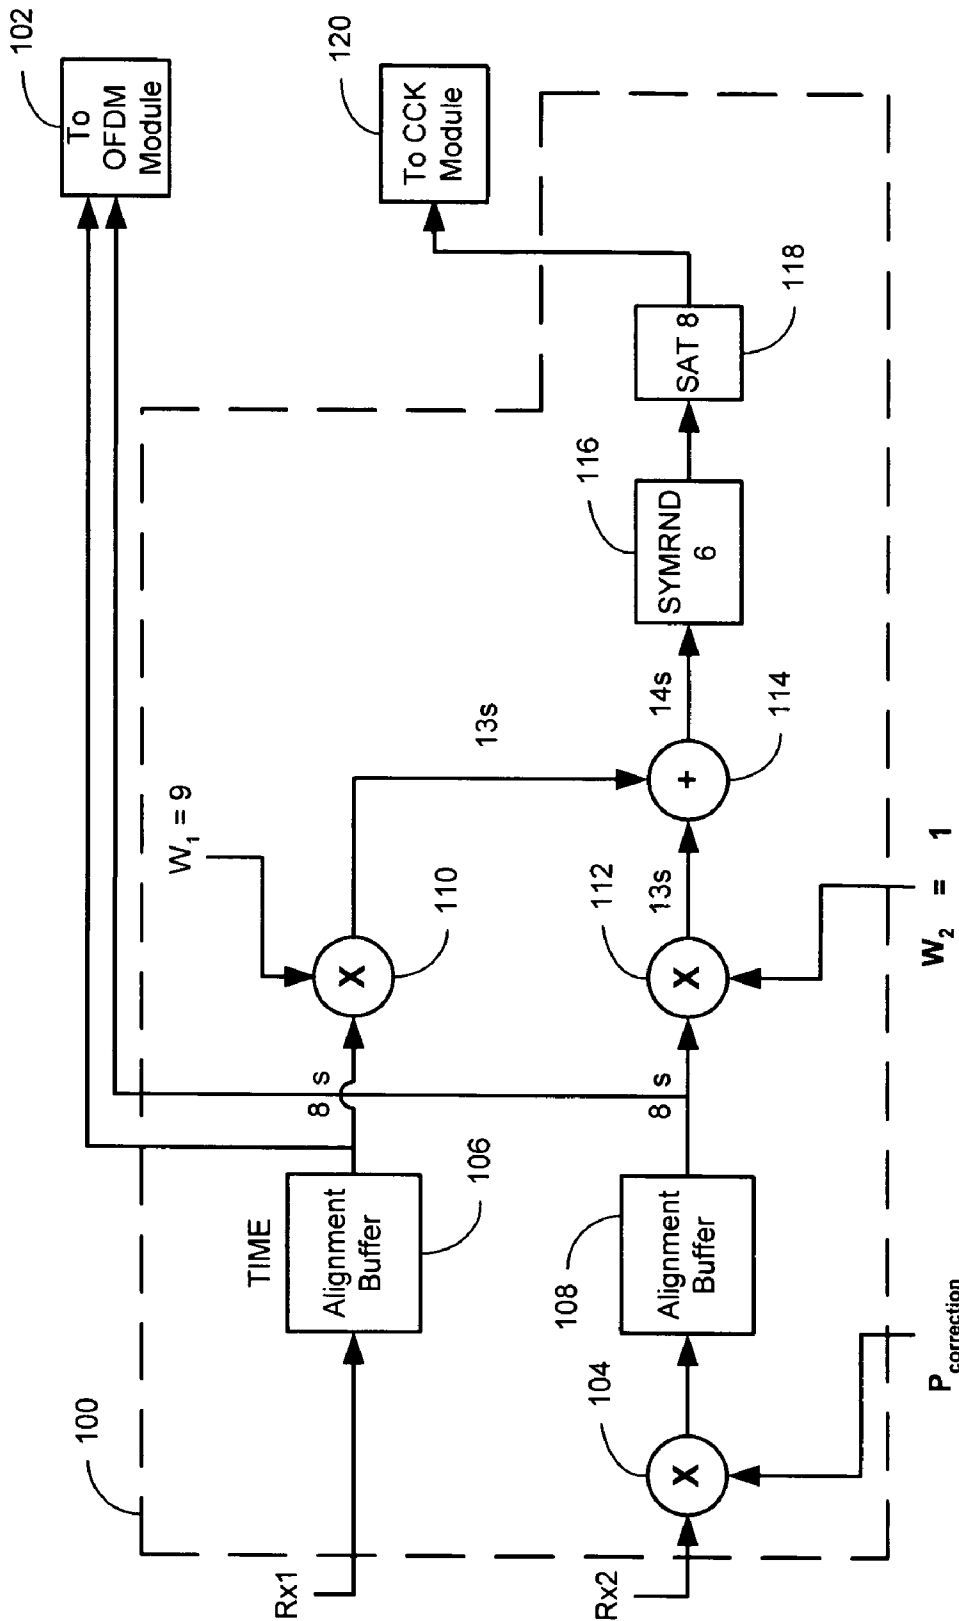 100
Rx1
TIME
Alignment
Buffer
106
8 s
W1 = 9
X
110
13s
To
OFDM
Module
102
Rx2
X
104
Pcorrection
108
Alignment
Buffer
8 s
X
112
W2 = 1
13s
+
114
14s
SYMRND
6
116
SAT 8
118
To CCK
Module
120